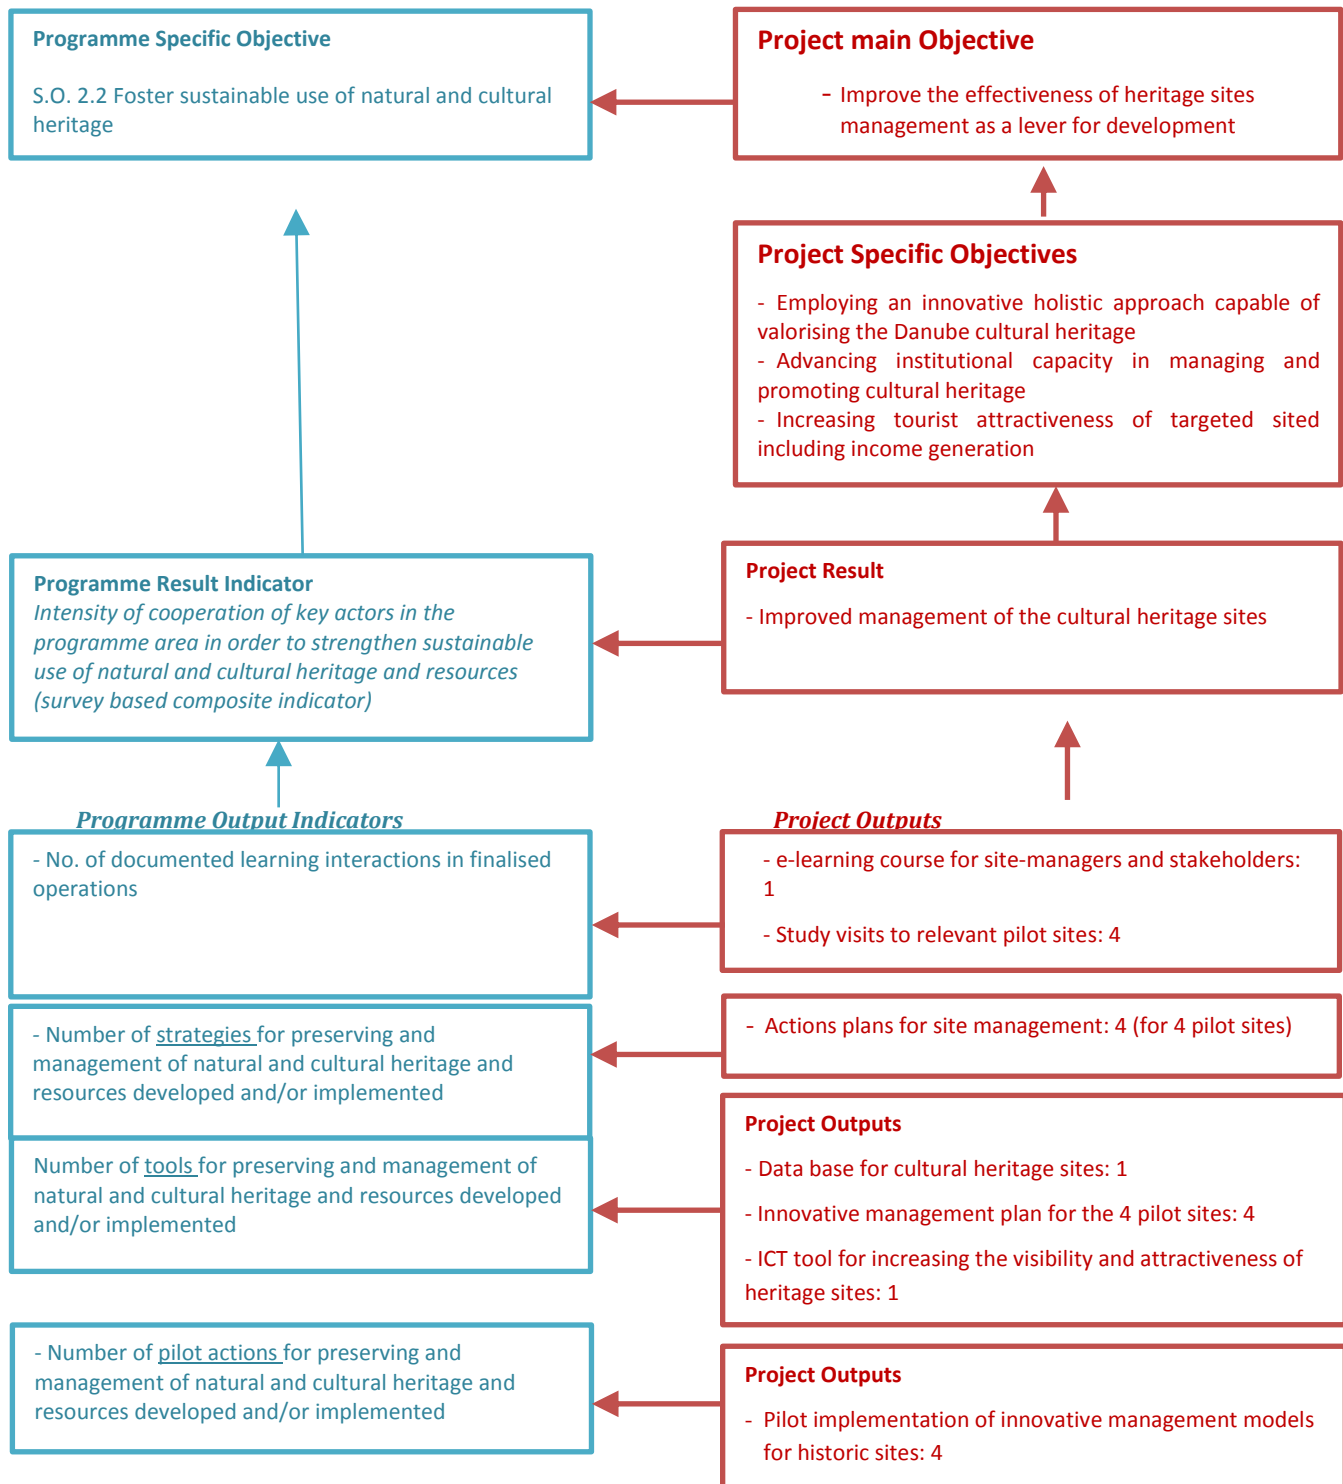 Programme Specific Objective
S.O. 2.2 Foster sustainable use of natural and cultural
heritage
Project main Objective
- Improve the effectiveness of heritage sites
management as a lever for development
Project Specific Objectives
- Employing an innovative holistic approach capable of
valorising the Danube cultural heritage
- Advancing institutional capacity in managing and
promoting cultural heritage
- Increasing tourist attractiveness of targeted sited
including income generation
Programme Result Indicator
Intensity of cooperation of key actors in the
programme area in order to strengthen sustainable
use of natural and cultural heritage and resources
(survey based composite indicator)
Project Result
- Improved management of the cultural heritage sites
Programme Output Indicators
- No. of documented learning interactions in finalised
operations
Project Outputs
- e-learning course for site-managers and stakeholders:
1
- Study visits to relevant pilot sites: 4
- Number of strategies for preserving and
management of natural and cultural heritage and
resources developed and/or implemented
- Actions plans for site management: 4 (for 4 pilot sites)
Number of tools for preserving and management of
natural and cultural heritage and resources developed
and/or implemented
Project Outputs
- Data base for cultural heritage sites: 1
- Innovative management plan for the 4 pilot sites: 4
- ICT tool for increasing the visibility and attractiveness of
heritage sites: 1
- Number of pilot actions for preserving and
management of natural and cultural heritage and
resources developed and/or implemented
Project Outputs
- Pilot implementation of innovative management models
for historic sites: 4